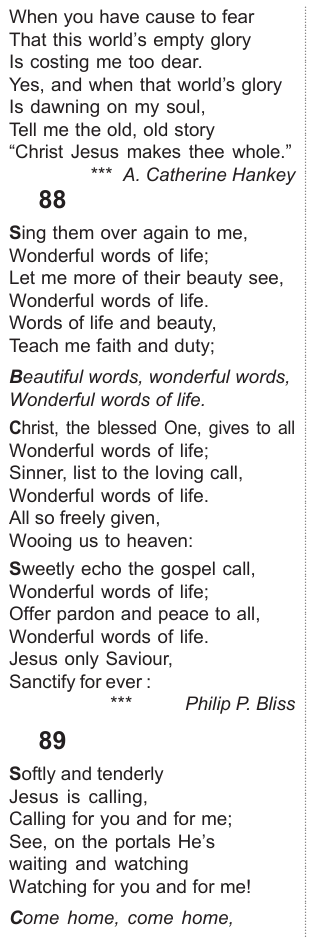 When you have cause to fear
That this world's empty glory
Is costing me too dear.
Yes, and when that world's glory
Is dawning on my soul,
Tell me the old, old story
“Christ Jesus makes thee whole.”
*** A. Catherine Hankey
88
Sing them over again to me,
Wonderful words of life;
Let me more of their beauty see,
Wonderful words of life.
Words of life and beauty,
Teach me faith and duty;
Beautiful words, wonderful words,
Wonderful words of life.
Christ, the blessed One, gives to all
Wonderful words of life;
Sinner, list to the loving call,
Wonderful words of life.
All so freely given,
Wooing us to heaven:
Sweetly echo the gospel call,
Wonderful words of life;
Offer pardon and peace to all,
Wonderful words of life.
Jesus only Saviour,
Sanctify for ever :
*** Philip P. Bliss
89
Softly and tenderly
Jesus is calling,
Calling for you and for me;
See, on the portals He's
waiting and watching
Watching for you and for me!
Come home, come home,